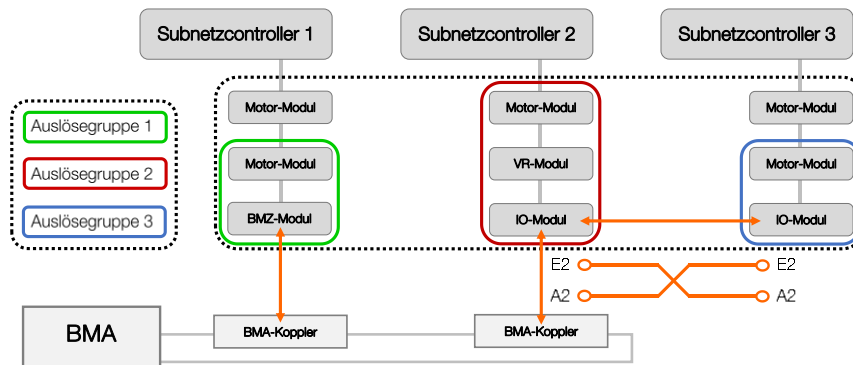 Subnetzcontroller 1
Subnetzcontroller 2
Subnetzcontroller 3
Auslösegruppe 1
Auslösegruppe 2
Auslösegruppe 3
Motor-Modul
Motor-Modul
BMZ-Modul
Motor-Modul
VR-Modul
IO-Modul
Motor-Modul
Motor-Modul
IO-Modul
E2
E2
A2
A2
BMA
BMA-Koppler
BMA-Koppler